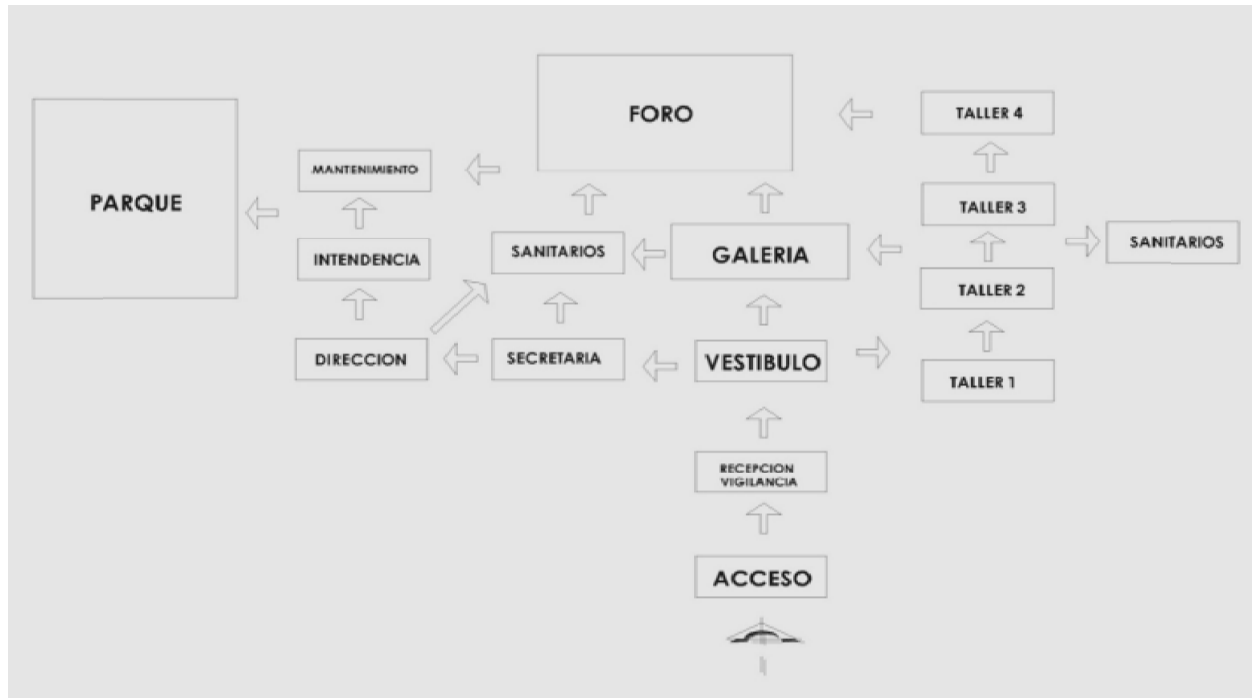 FORO
TALLER 4
MANTENIMIENTO
PARQUE
TALLER 3
SANITARIOS
GALERIA
SANITARIOS
INTENDENCIA
TALLER 2
DIRECCION
SECRETARIA
VESTIBULO
TALLER 1
RECEPCION
VIGILANCIA
ACCESO